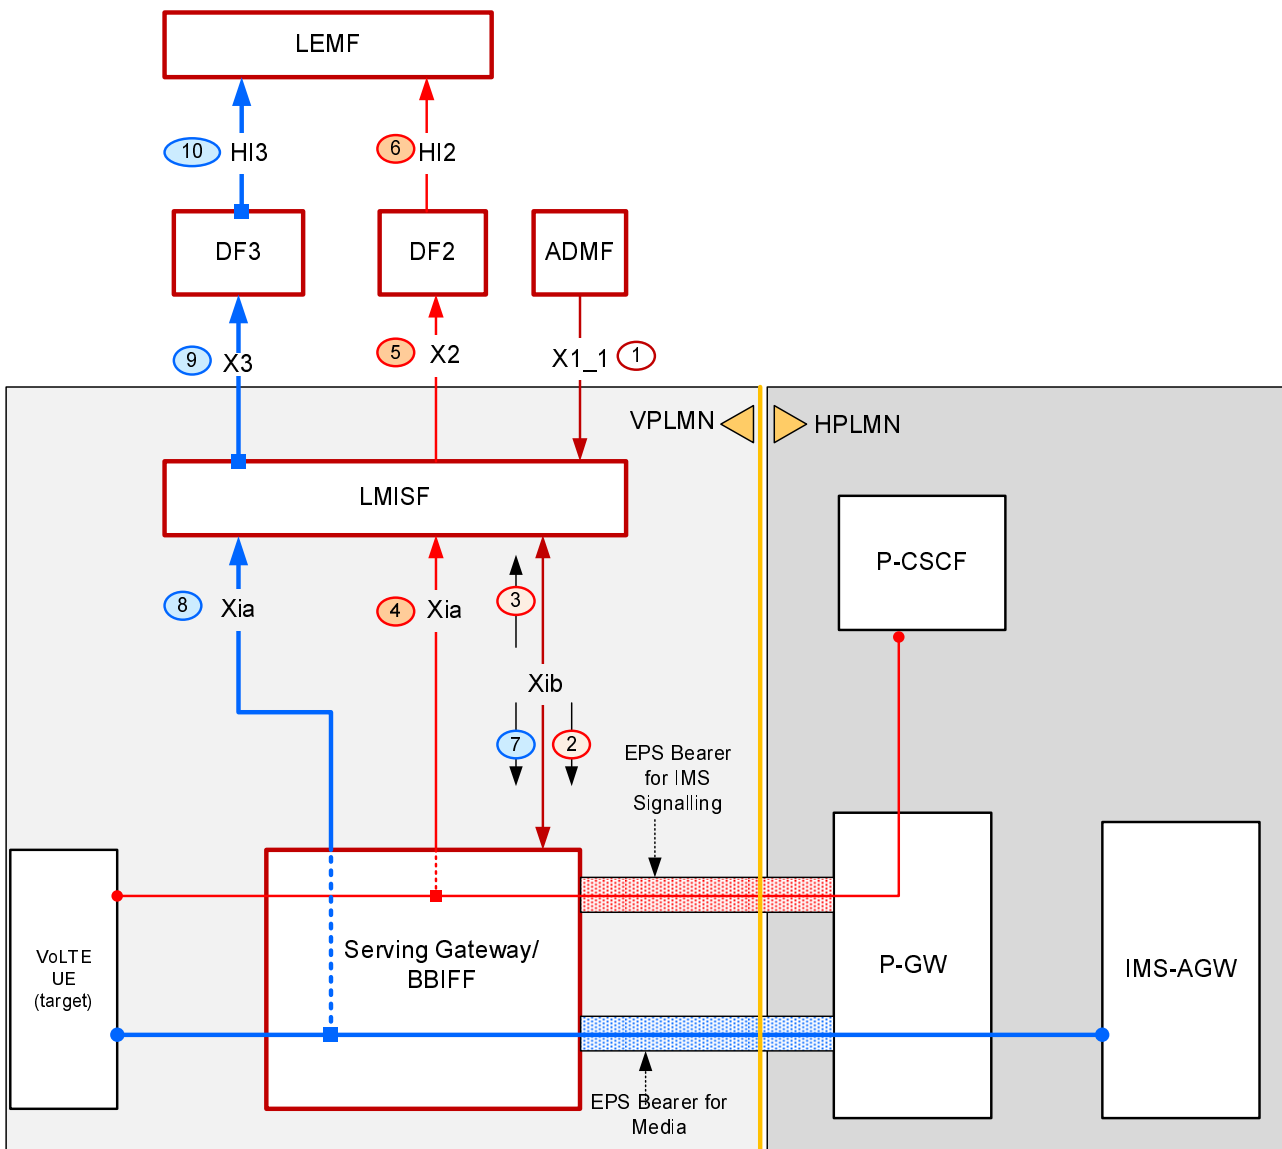 LEMF
10
HI3
6
HI2
DF3
DF2
ADMF
9
X3
5
X2
X1_1
1
VPLMN
HPLMN
LMISF
P-CSCF
8
Xia
4
Xia
3
Xib
7
2
EPS Bearer
for IMS
Signalling
VoLTE
UE
(target)
Serving Gateway/
BBIFF
P-GW
IMS-AGW
EPS Bearer for
Media